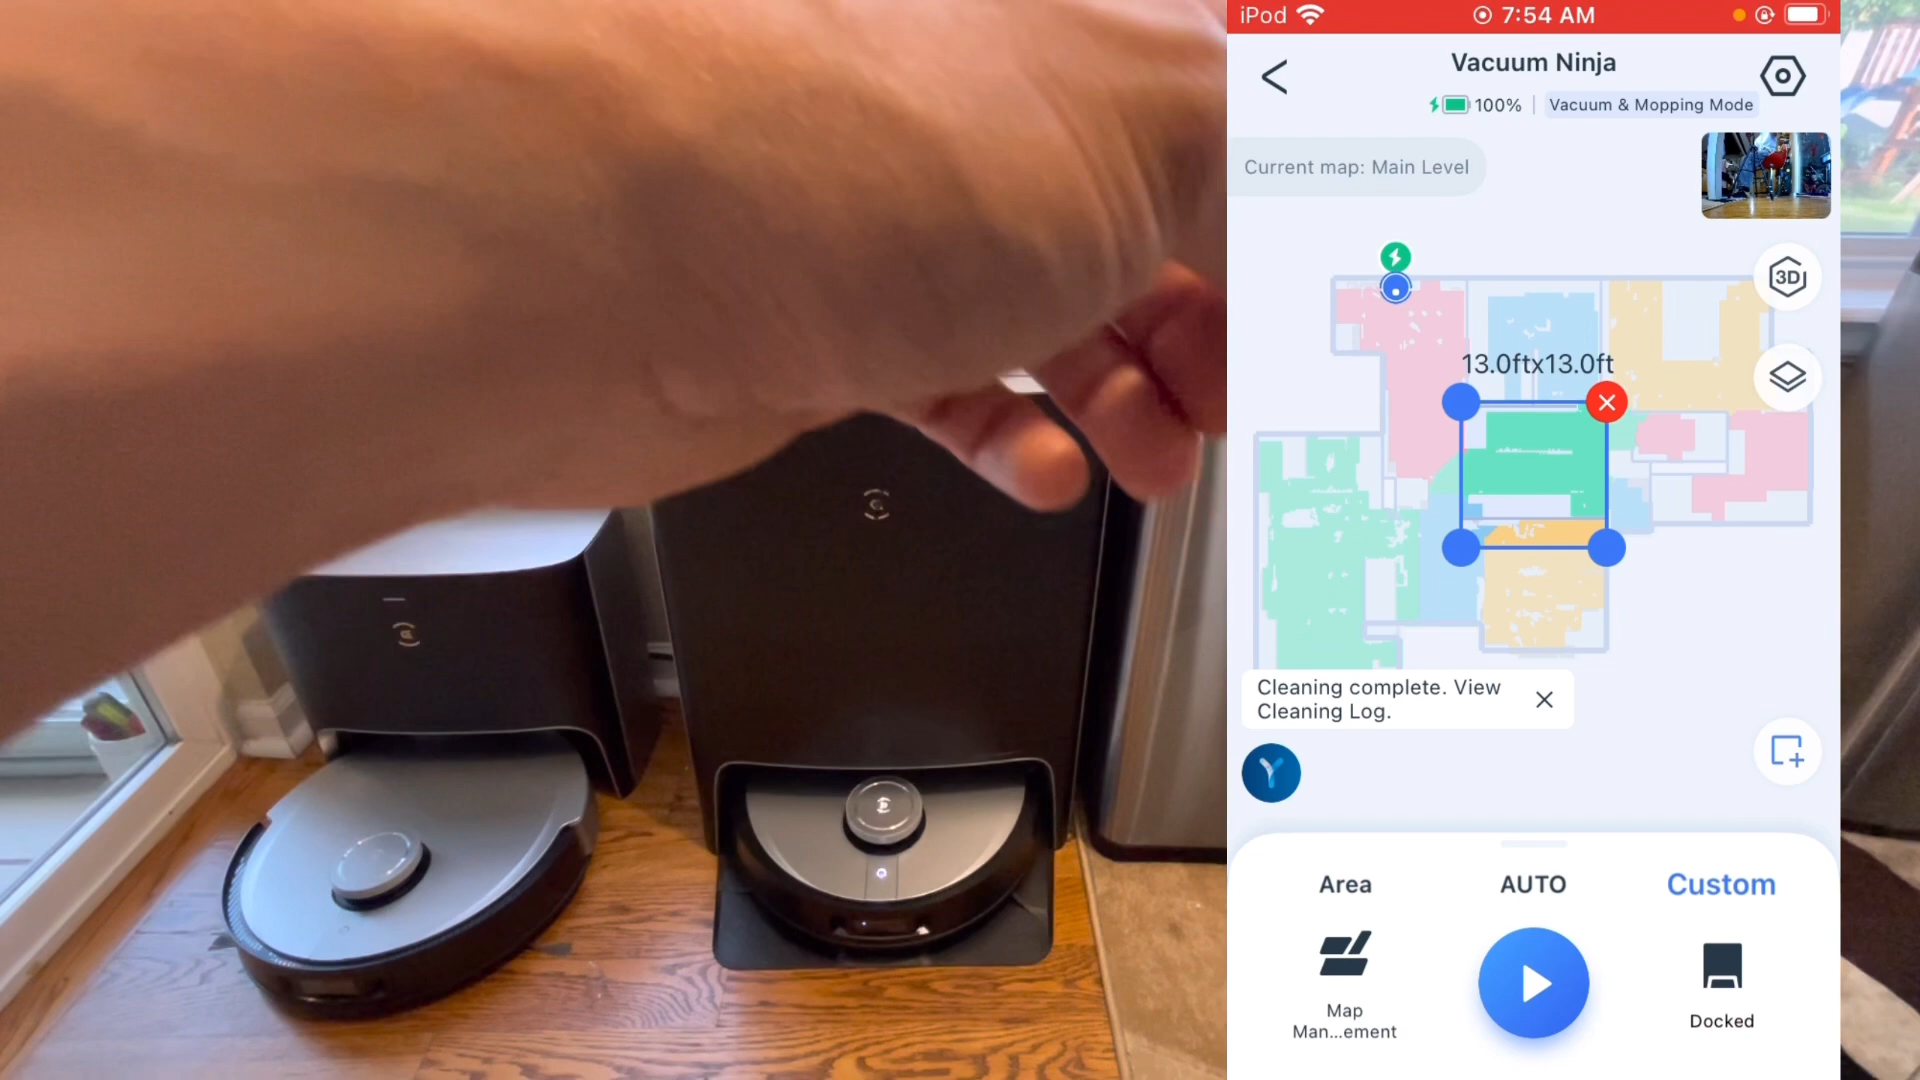 iPod
7:54 AM
Vacuum Ninja
100%
Vacuum & Mopping Mode
Current map: Main Level
3D
13.0ftx13.0ft
Cleaning complete. View
Cleaning Log.
Area
AUTO
Custom
Map
Man...ement
Docked